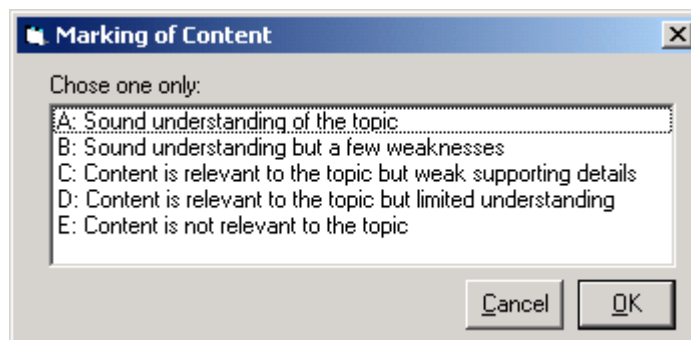 Marking of Content
Chose one only:
A: Sound understanding of the topic
B: Sound understanding but a few weaknesses
C: Content is relevant to the topic but weak supporting details
D: Content is relevant to the topic but limited understanding
E: Content is not relevant to the topic
Cancel OK